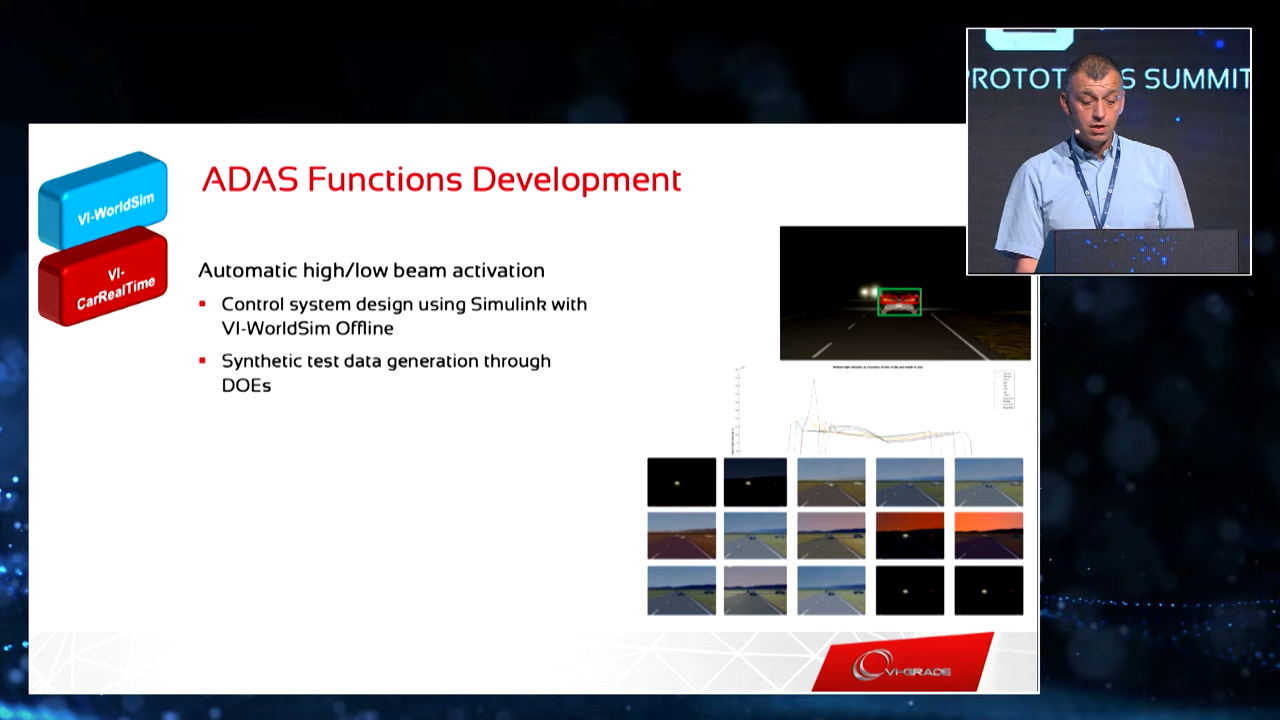 PROTOT
S SUMMIT
VI-WorldSim
VI-
CarRealTime
ADAS Functions Development
Automatic high/low beam activation
Control system design using Simulink with
VI-WorldSim Offline
Synthetic test data generation through
DOEs
VI-GRADE